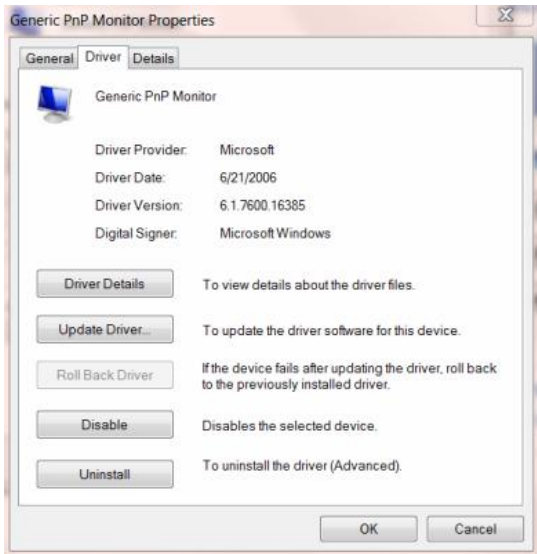 Generic PnP Monitor Properties
General Driver Details
Generic PnP Monitor
Driver Provider: Microsoft
Driver Date: 6/21/2006
Driver Version: 6.1.7600.16385
Digital Signer: Microsoft Windows
Driver Details To view details about the driver files.
Update Driver... To update the driver software for this device.
Roll Back Driver If the device fails after updating the driver, roll back
to the previously installed driver.
Disable Disables the selected device.
Uninstall To uninstall the driver (Advanced).
OK Cancel